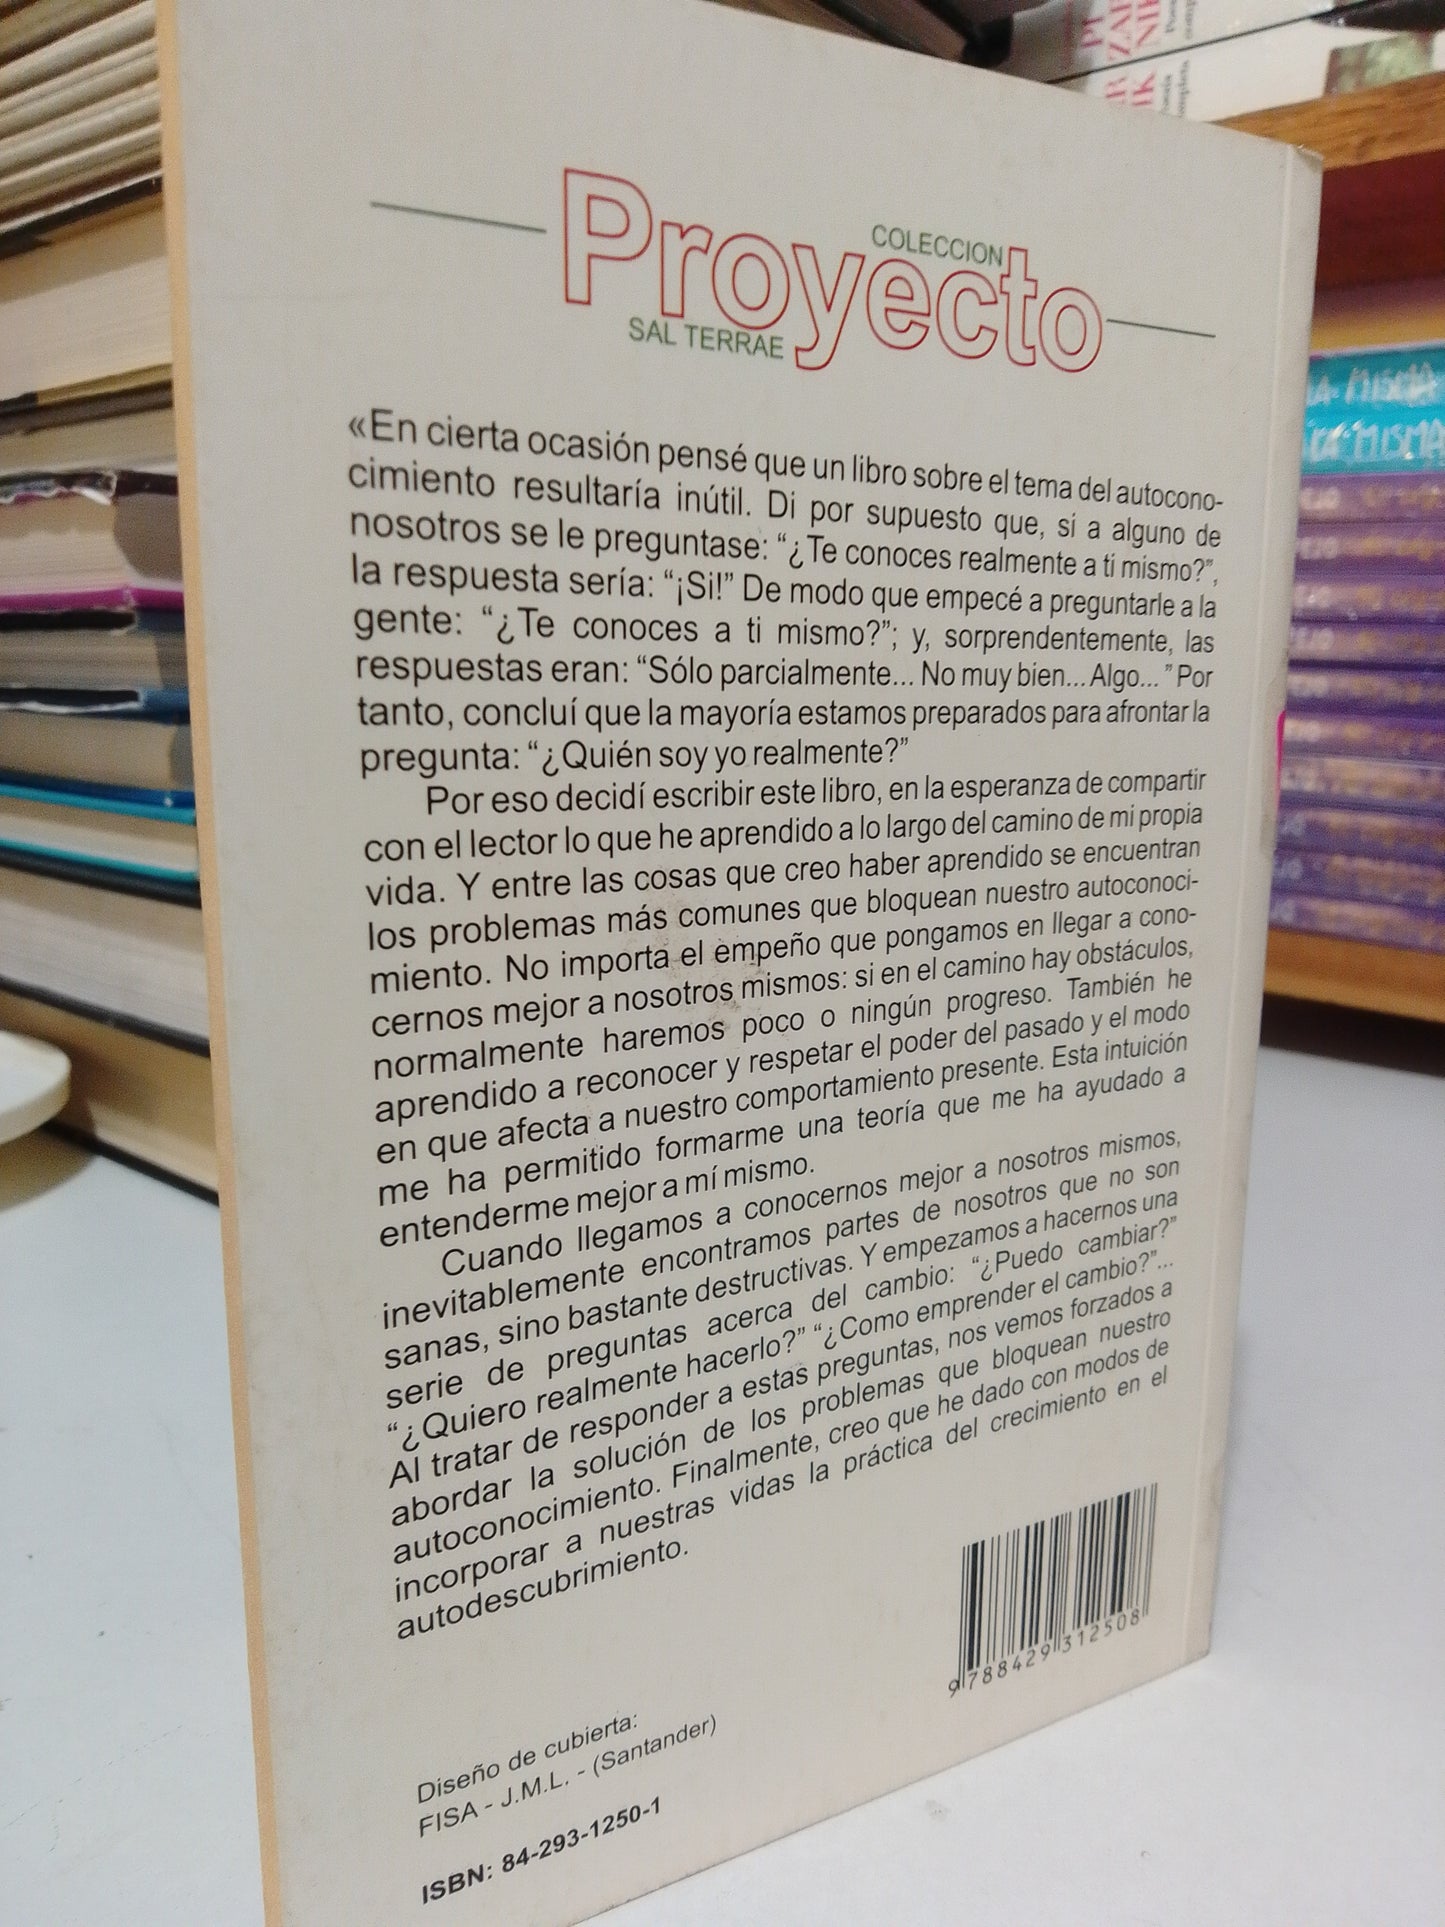 COLECCION
Proyecto
SAL TERRAE
«En cierta ocasión pensé que un libro sobre el tema del autocono-
cimiento resultaría inútil. Di por supuesto que, si a alguno de
nosotros se le preguntase: “¿Te conoces realmente a ti mismo?”,
la respuesta sería: “¡Si!” De modo que empecé a preguntarle a la
gente: “¿Te conoces a ti mismo?”; y, sorprendentemente, las
respuestas eran: “Sólo parcialmente... No muy bien... Algo... ” Por
tanto, concluí que la mayoría estamos preparados para afrontar la
pregunta: “¿Quién soy yo realmente?”
Por eso decidí escribir este libro, en la esperanza de compartir
con el lector lo que he aprendido a lo largo del camino de mi propia
vida. Y entre las cosas que creo haber aprendido se encuentran
los problemas más comunes que bloquean nuestro autoconoci-
miento. No importa el empeño que pongamos en llegar a cono-
cernos mejor a nosotros mismos: si en el camino hay obstáculos,
normalmente haremos poco o ningún progreso. También he
aprendido a reconocer y respetar el poder del pasado y el modo
en que afecta a nuestro comportamiento presente. Esta intuición
me ha permitido formarme una teoría que me ha ayudado a
entenderme mejor a mí mismo.
Cuando llegamos a conocernos mejor a nosotros mismos,
inevitablemente encontramos partes de nosotros que no son
sanas, sino bastante destructivas. Y empezamos a hacernos una
serie de preguntas acerca del cambio: “¿Puedo cambiar?”
“¿Quiero realmente hacerlo?” “¿Como emprender el cambio?”...
Al tratar de responder a estas preguntas, nos vemos forzados a
abordar la solución de los problemas que bloquean nuestro
autoconocimiento. Finalmente, creo que he dado con modos de
incorporar a nuestras vidas la práctica del crecimiento en el
autodescubrimiento.
9 788429 312508
Diseño de cubierta:
FISA - J.M.L. - (Santander)
ISBN: 84-293-1250-1